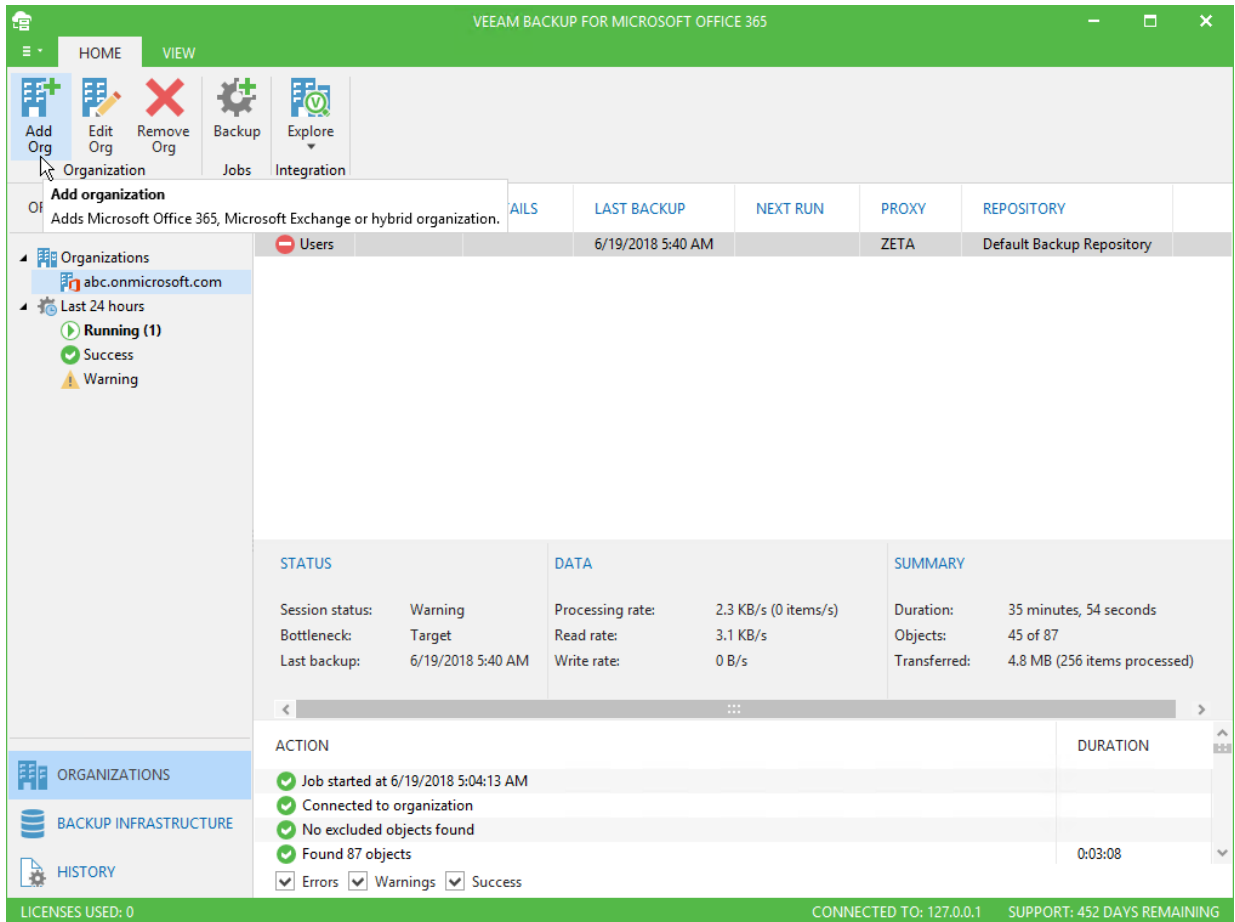 VEEAM BACKUP FOR MICROSOFT OFFICE 365
HOME VIEW
Add Org Edit Org Remove Org Backup Explore
Organization Jobs Integration
Add organization
Adds Microsoft Office 365, Microsoft Exchange or hybrid organization.
LAST BACKUP NEXT RUN PROXY REPOSITORY
Users 6/19/2018 5:40 AM ZETA Default Backup Repository
Organizations
abc.onmicrosoft.com
Last 24 hours
Running (1)
Success
Warning
STATUS DATA SUMMARY
Session status: Warning Processing rate: 2.3 KB/s (0 items/s) Duration: 35 minutes, 54 seconds
Bottleneck: Target Read rate: 3.1 KB/s Objects: 45 of 87
Last backup: 6/19/2018 5:40 AM Write rate: 0 B/s Transferred: 4.8 MB (256 items processed)
ACTION DURATION
Job started at 6/19/2018 5:04:13 AM
Connected to organization
No excluded objects found
Found 87 objects 0:03:08
Errors Warnings Success
ORGANIZATIONS
BACKUP INFRASTRUCTURE
HISTORY
LICENSES USED: 0 CONNECTED TO: 127.0.0.1 SUPPORT: 452 DAYS REMAINING